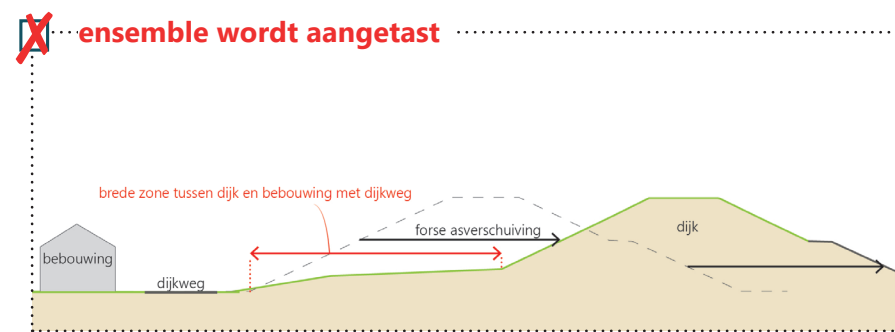 ensemble wordt aangetast
brede zone tussen dijk en bebouwing met dijkweg
forse asverschuiving
dijk
bebouwing
dijkweg